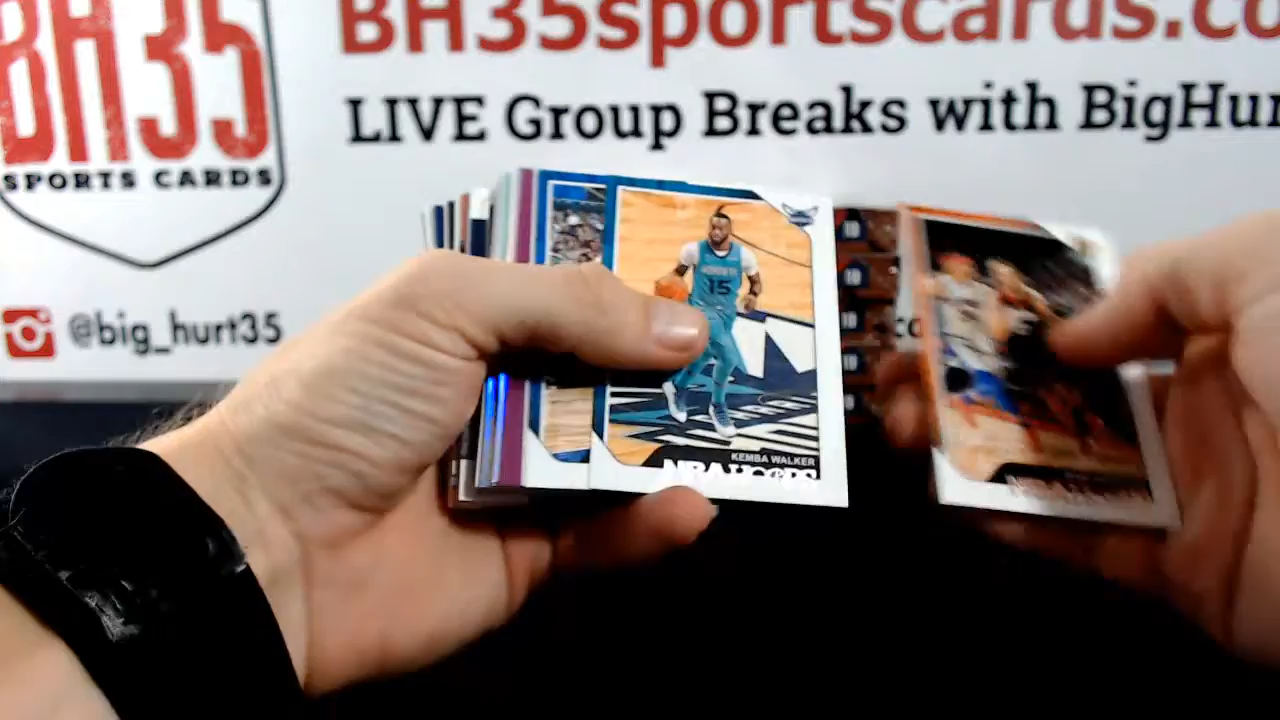 BH35
SPORTS CARDS
@big_hurt35
BH35sportscards.co
LIVE Group Breaks with BigHur
15
KEMBA WALKER
NBA HOOPS